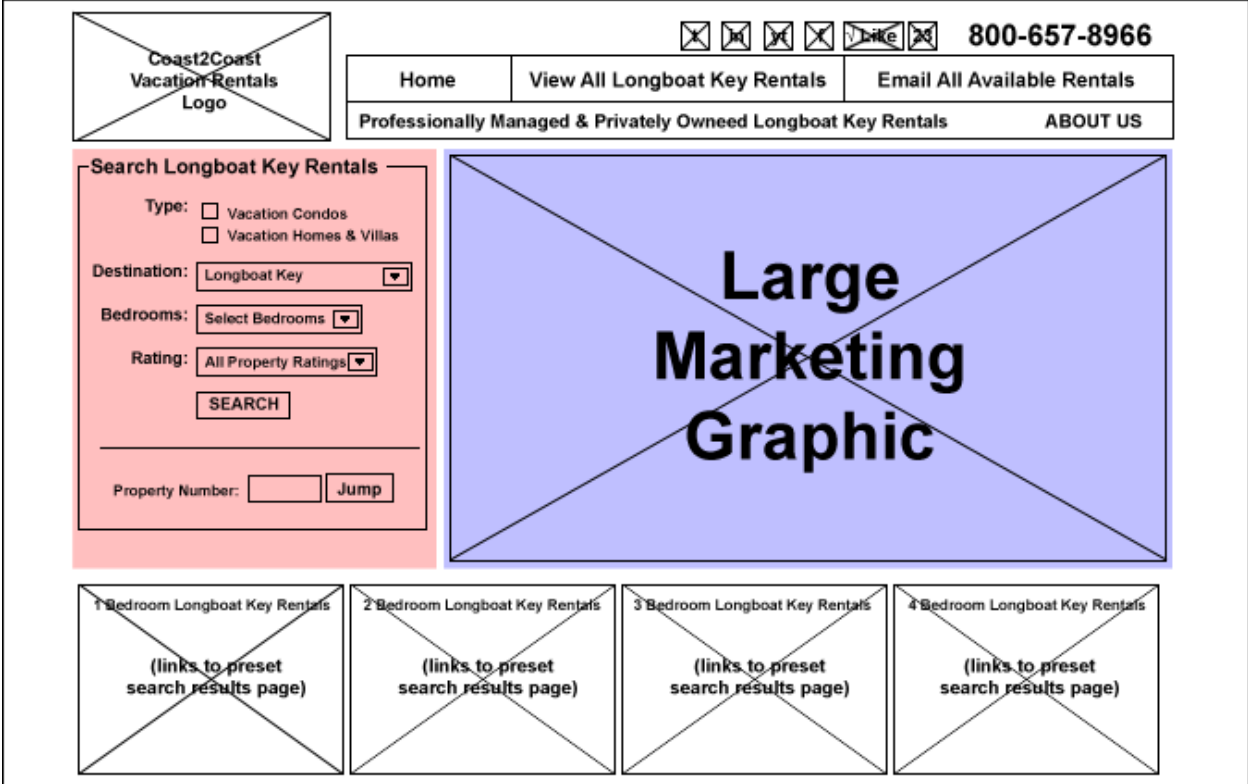 Coast2Coast
Vacation Rentals
Logo
t in yt f √ Like 23 800-657-8966
Home View All Longboat Key Rentals Email All Available Rentals
Professionally Managed & Privately Owneed Longboat Key Rentals ABOUT US
Search Longboat Key Rentals
Type: Vacation Condos
Vacation Homes & Villas
Destination: Longboat Key
Bedrooms: Select Bedrooms
Rating: All Property Ratings
SEARCH
Property Number: Jump
Large
Marketing
Graphic
1 Bedroom Longboat Key Rentals
(links to preset
search results page)
2 Bedroom Longboat Key Rentals
(links to preset
search results page)
3 Bedroom Longboat Key Rentals
(links to preset
search results page)
4 Bedroom Longboat Key Rentals
(links to preset
search results page)